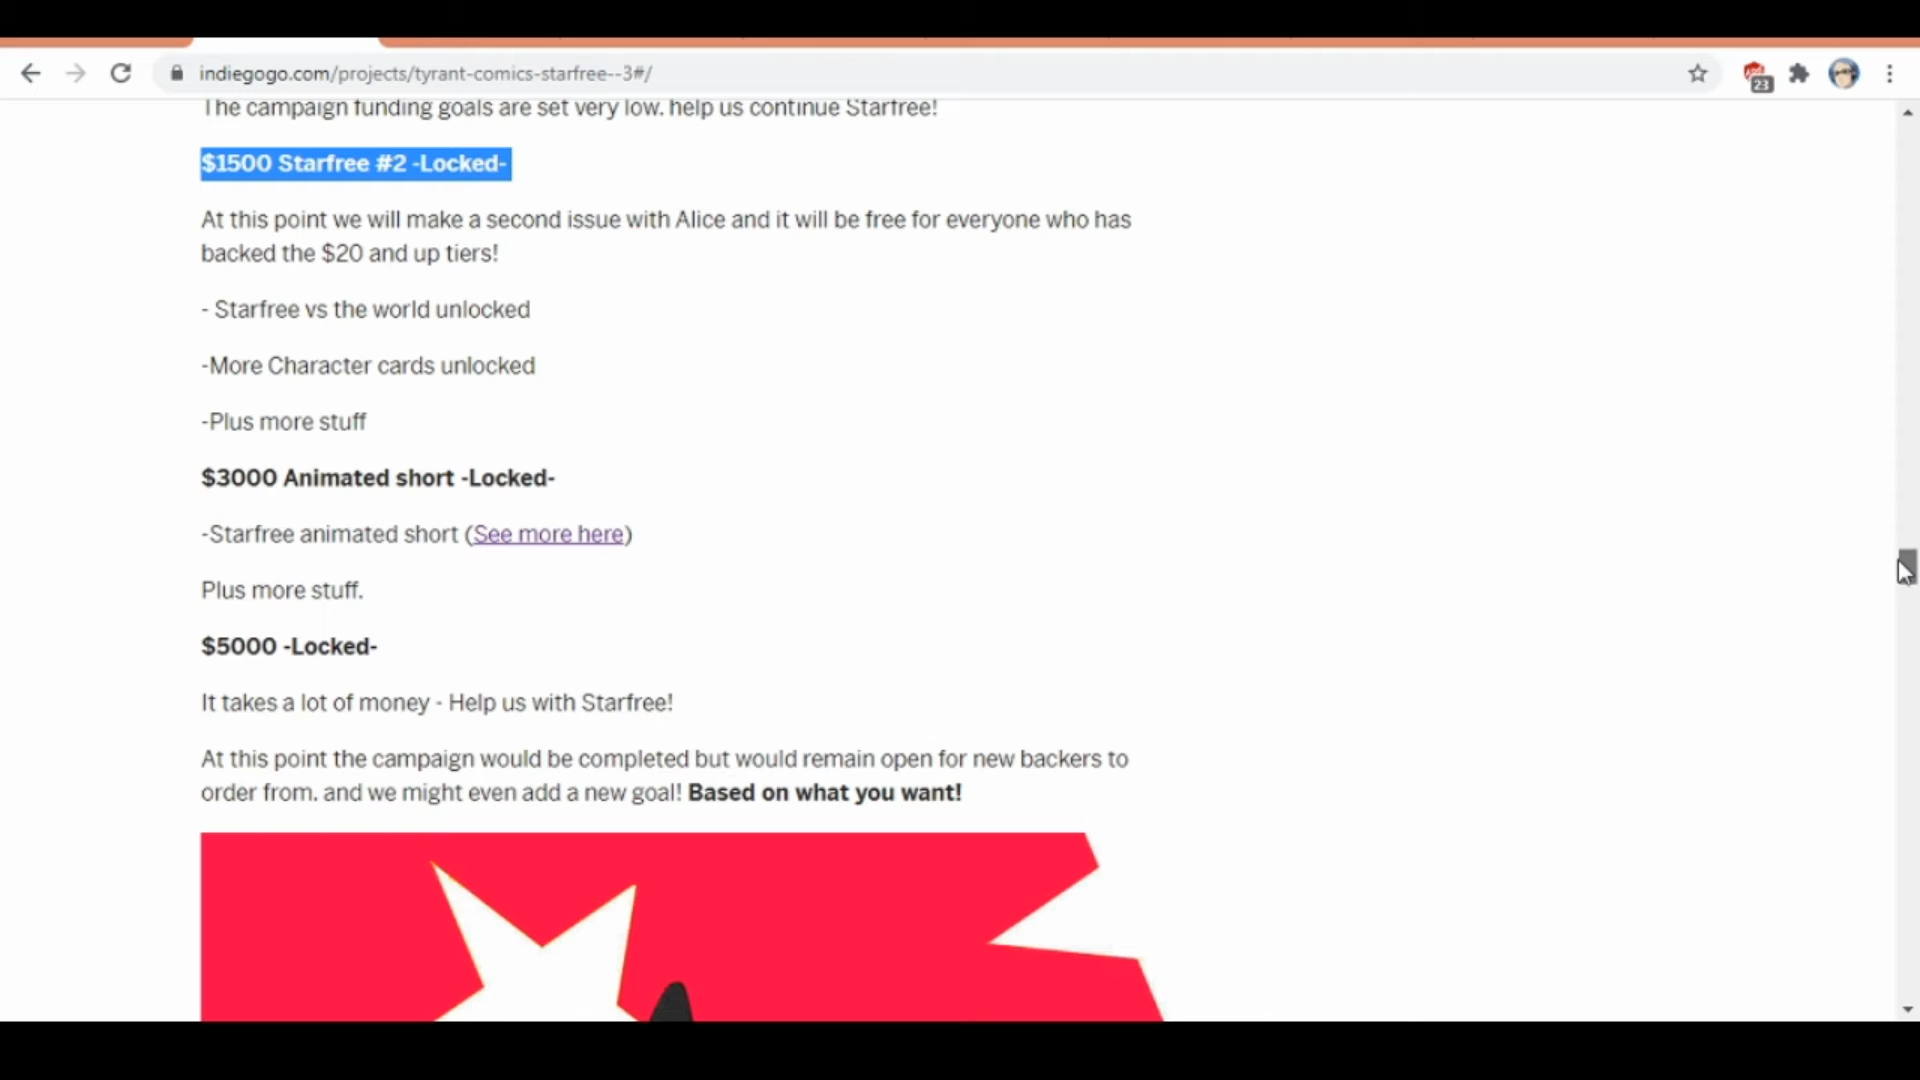 indiegogo.com/projects/tyrant-comics-starfree--3#/
23
The campaign funding goals are set very low. help us continue Starfree!
$1500 Starfree #2 -Locked-
At this point we will make a second issue with Alice and it will be free for everyone who has
backed the $20 and up tiers!
- Starfree vs the world unlocked
-More Character cards unlocked
-Plus more stuff
$3000 Animated short -Locked-
-Starfree animated short (See more here)
Plus more stuff.
$5000 -Locked-
It takes a lot of money - Help us with Starfree!
At this point the campaign would be completed but would remain open for new backers to
order from. and we might even add a new goal! Based on what you want!